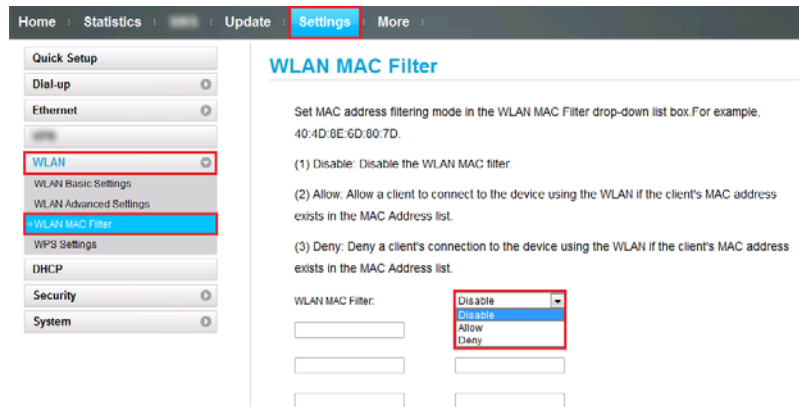 Home Statistics Update Settings More
Quick Setup
Dial-up
Ethernet
WLAN
WLAN Basic Settings
WLAN Advanced Settings
WLAN MAC Filter
WPS Settings
DHCP
Security
System
WLAN MAC Filter
Set MAC address filtering mode in the WLAN MAC Filter drop-down list box.For example,
40:4D:8E:6D:80:7D.
(1) Disable: Disable the WLAN MAC filter.
(2) Allow: Allow a client to connect to the device using the WLAN if the client's MAC address
exists in the MAC Address list.
(3) Deny: Deny a client's connection to the device using the WLAN if the client's MAC address
exists in the MAC Address list.
WLAN MAC Filter: Disable
Disable
Allow
Deny